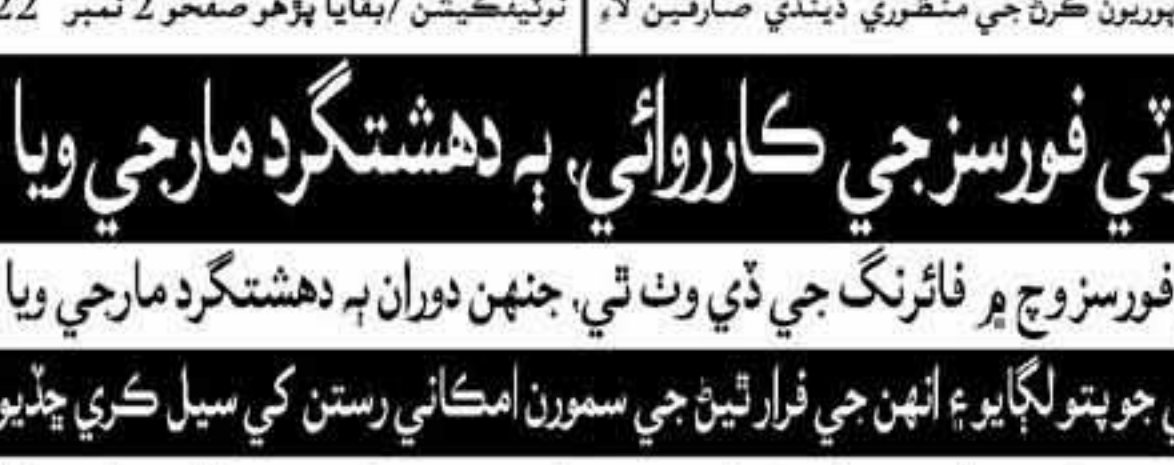 پوريون ڪرڻ جي منظوري ڏيندي صارفين لاءِ
نوٽيفڪيشن /بقايا پڙهو صفحو 2 نمبر 22
فورسز جي ڪارروائي، ٻه دهشتگرد مارجي ويا
فورسز وچ ۾ فائرنگ جي ڏي وٺ ٿي، جنهن دوران ٻه دهشتگرد مارجي ويا
جو پتو لڳايو ۽ انهن جي فرار ٿيڻ جي سمورن امڪاني رستن کي سيل ڪري ڇڏيو